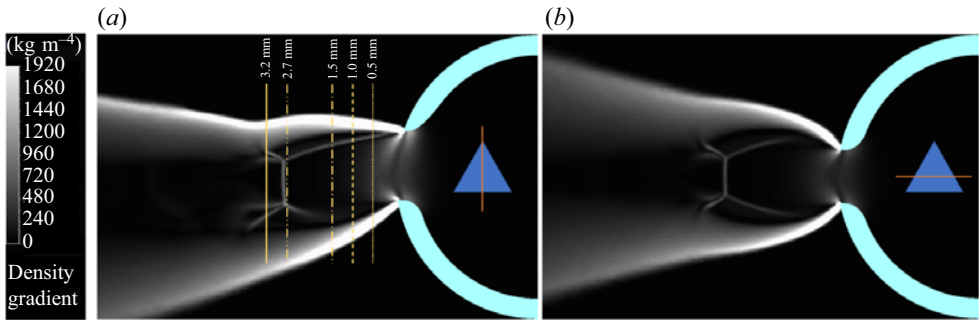 (a)
(b)
(kg m–4)
1920
1680
1440
1200
960
720
480
240
0
Density
gradient
3.2 mm
2.7 mm
1.5 mm
1.0 mm
0.5 mm